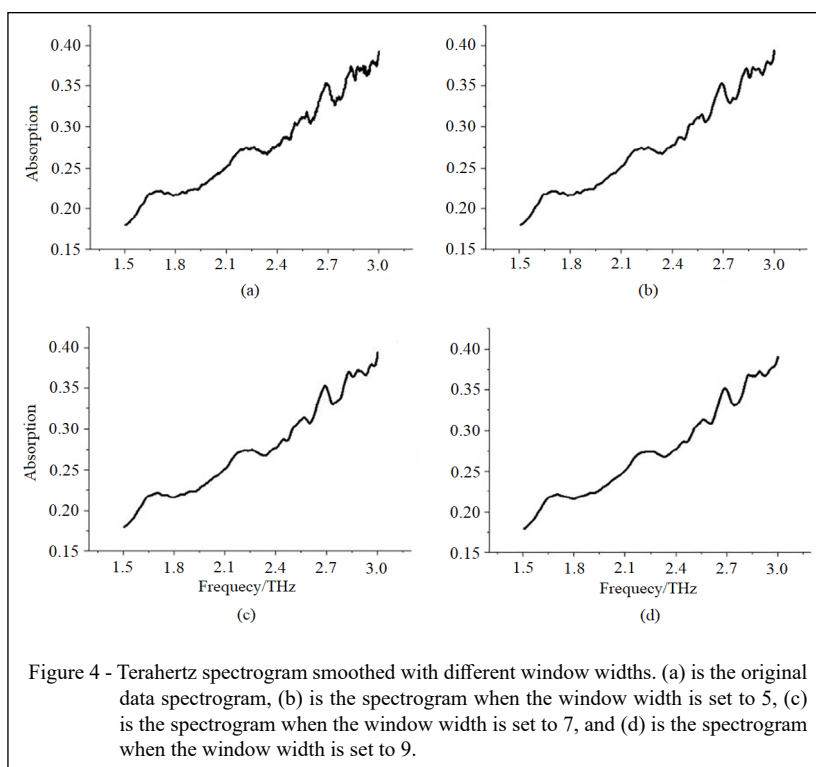 0.40
0.35
0.30
0.25
0.20
0.15
Absorption
1.5 1.8 2.1 2.4 2.7 3.0
(a)
0.40
0.35
0.30
0.25
0.20
0.15
1.5 1.8 2.1 2.4 2.7 3.0
(b)
0.40
0.35
0.30
0.25
0.20
0.15
Absorption
1.5 1.8 2.1 2.4 2.7 3.0
Frequecy/THz
(c)
0.40
0.35
0.30
0.25
0.20
0.15
1.5 1.8 2.1 2.4 2.7 3.0
Frequecy/THz
(d)
Figure 4 - Terahertz spectrogram smoothed with different window widths. (a) is the original
data spectrogram, (b) is the spectrogram when the window width is set to 5, (c)
is the spectrogram when the window width is set to 7, and (d) is the spectrogram
when the window width is set to 9.